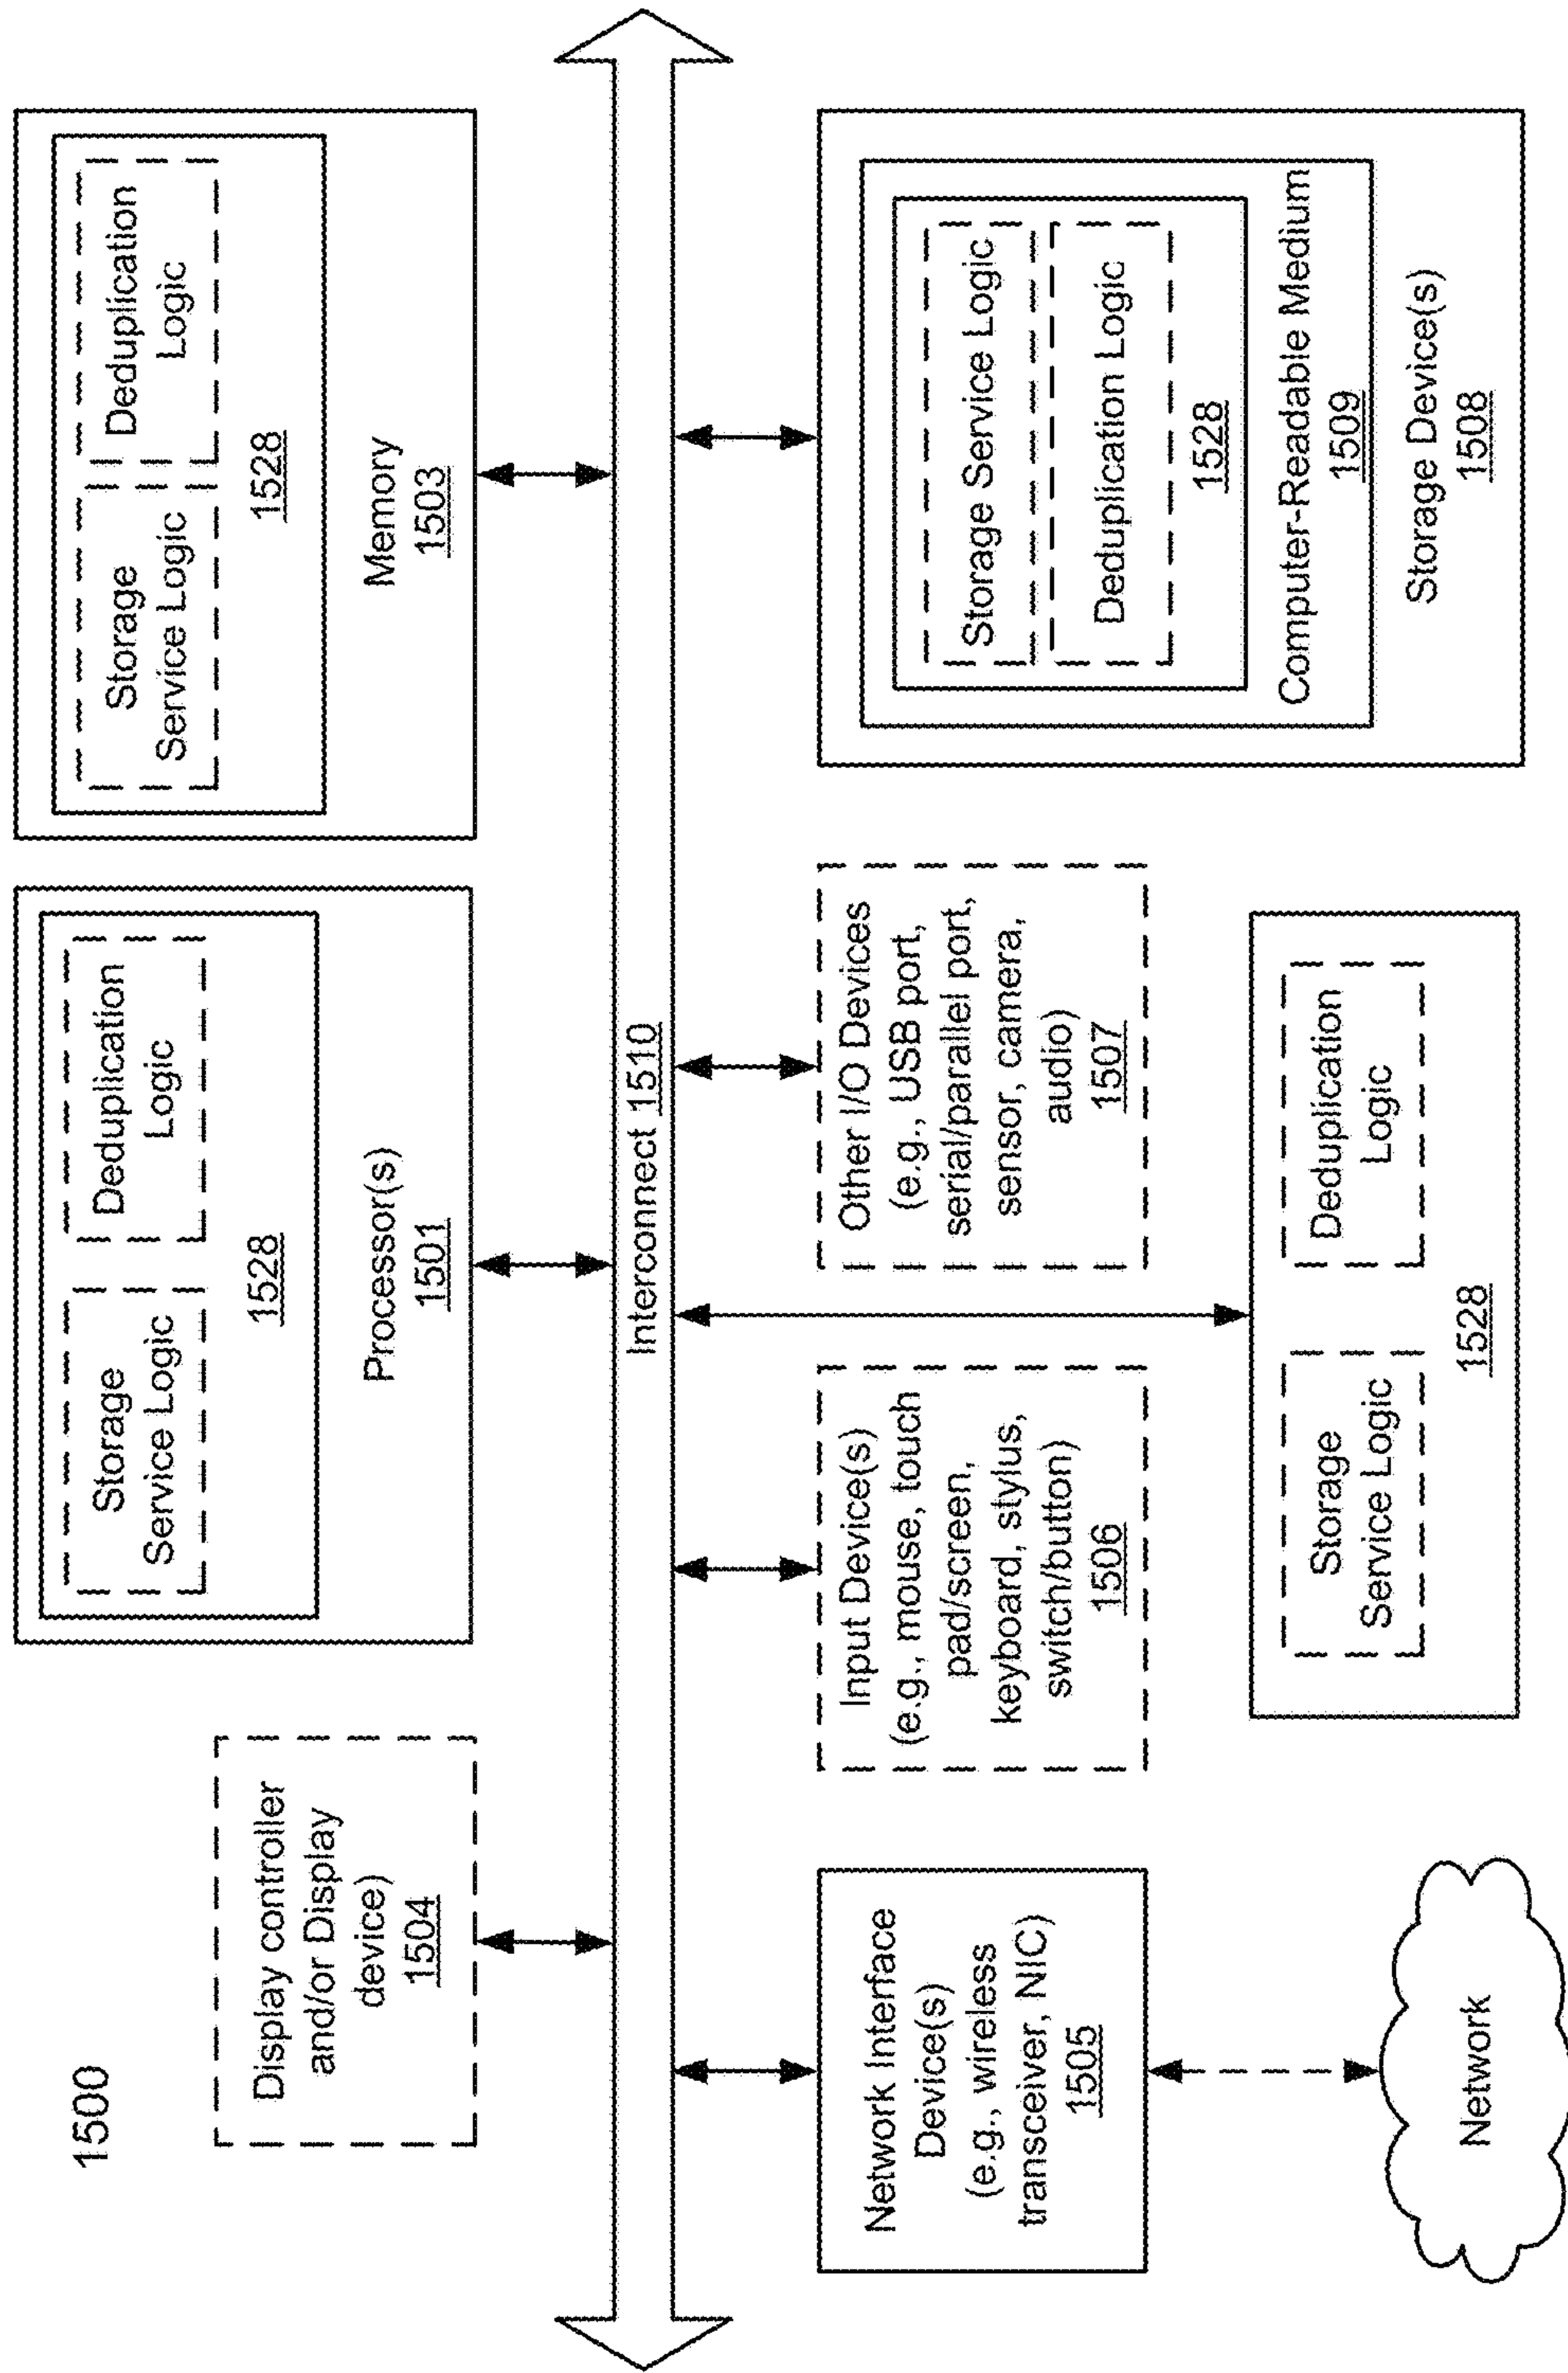 1500
Display controller
and/or Display
device)
1504
Storage
Service Logic
Deduplication
Logic
1528
Processor(s)
1501
Storage
Service Logic
Deduplication
Logic
1528
Memory
1503
Interconnect 1510
Network Interface
Device(s)
(e.g., wireless
transceiver, NIC)
1505
Input Device(s)
(e.g., mouse, touch
pad/screen,
keyboard, stylus,
switch/button)
1506
Other I/O Devices
(e.g., USB port,
serial/parallel port,
sensor, camera,
audio)
1507
Storage Service Logic
Deduplication Logic
1528
Computer-Readable Medium
1509
Storage Device(s)
1508
Network
Storage
Service Logic
Deduplication
Logic
1528